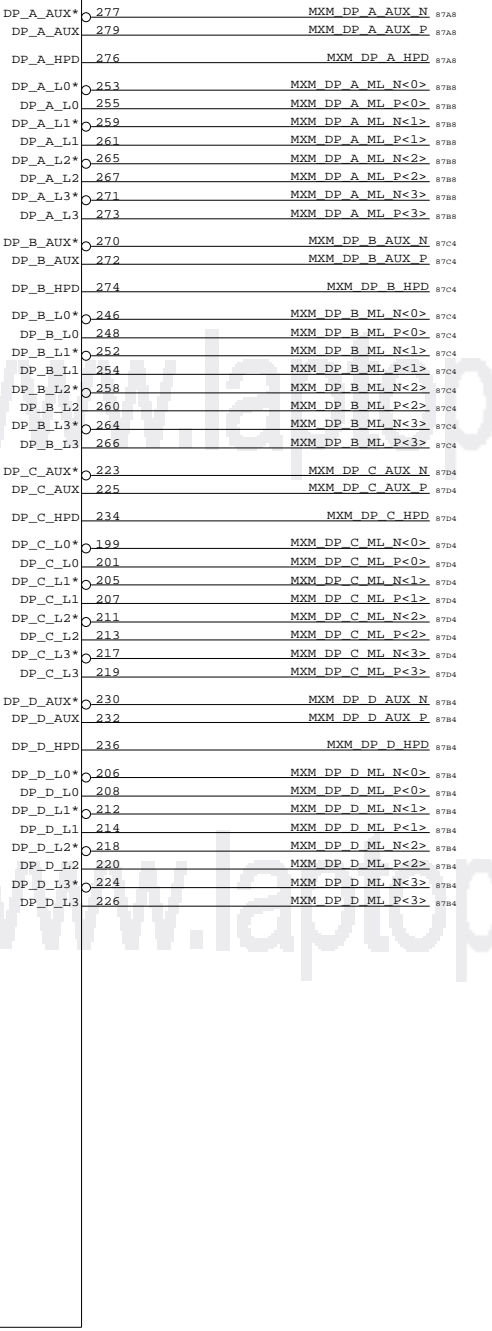 DP_A_AUX* 277 MXM_DP_A_AUX_N 87A8
DP_A_AUX 279 MXM_DP_A_AUX_P 87A8
DP_A_HPD 276 MXM_DP_A_HPD 87A8
DP_A_L0* 253 MXM_DP_A_ML_N<0> 87B8
DP_A_L0 255 MXM_DP_A_ML_P<0> 87B8
DP_A_L1* 259 MXM_DP_A_ML_N<1> 87B8
DP_A_L1 261 MXM_DP_A_ML_P<1> 87B8
DP_A_L2* 265 MXM_DP_A_ML_N<2> 87B8
DP_A_L2 267 MXM_DP_A_ML_P<2> 87B8
DP_A_L3* 271 MXM_DP_A_ML_N<3> 87B8
DP_A_L3 273 MXM_DP_A_ML_P<3> 87B8
DP_B_AUX* 270 MXM_DP_B_AUX_N 87C4
DP_B_AUX 272 MXM_DP_B_AUX_P 87C4
DP_B_HPD 274 MXM_DP_B_HPD 87C4
DP_B_L0* 246 MXM_DP_B_ML_N<0> 87C4
DP_B_L0 248 MXM_DP_B_ML_P<0> 87C4
DP_B_L1* 252 MXM_DP_B_ML_N<1> 87C4
DP_B_L1 254 MXM_DP_B_ML_P<1> 87C4
DP_B_L2* 258 MXM_DP_B_ML_N<2> 87C4
DP_B_L2 260 MXM_DP_B_ML_P<2> 87C4
DP_B_L3* 264 MXM_DP_B_ML_N<3> 87C4
DP_B_L3 266 MXM_DP_B_ML_P<3> 87C4
DP_C_AUX* 223 MXM_DP_C_AUX_N 87D4
DP_C_AUX 225 MXM_DP_C_AUX_P 87D4
DP_C_HPD 234 MXM_DP_C_HPD 87D4
DP_C_L0* 199 MXM_DP_C_ML_N<0> 87D4
DP_C_L0 201 MXM_DP_C_ML_P<0> 87D4
DP_C_L1* 205 MXM_DP_C_ML_N<1> 87D4
DP_C_L1 207 MXM_DP_C_ML_P<1> 87D4
DP_C_L2* 211 MXM_DP_C_ML_N<2> 87D4
DP_C_L2 213 MXM_DP_C_ML_P<2> 87D4
DP_C_L3* 217 MXM_DP_C_ML_N<3> 87D4
DP_C_L3 219 MXM_DP_C_ML_P<3> 87D4
DP_D_AUX* 230 MXM_DP_D_AUX_N 87B4
DP_D_AUX 232 MXM_DP_D_AUX_P 87B4
DP_D_HPD 236 MXM_DP_D_HPD 87B4
DP_D_L0* 206 MXM_DP_D_ML_N<0> 87B4
DP_D_L0 208 MXM_DP_D_ML_P<0> 87B4
DP_D_L1* 212 MXM_DP_D_ML_N<1> 87B4
DP_D_L1 214 MXM_DP_D_ML_P<1> 87B4
DP_D_L2* 218 MXM_DP_D_ML_N<2> 87B4
DP_D_L2 220 MXM_DP_D_ML_P<2> 87B4
DP_D_L3* 224 MXM_DP_D_ML_N<3> 87B4
DP_D_L3 226 MXM_DP_D_ML_P<3> 87B4
www.laptop
www.laptop